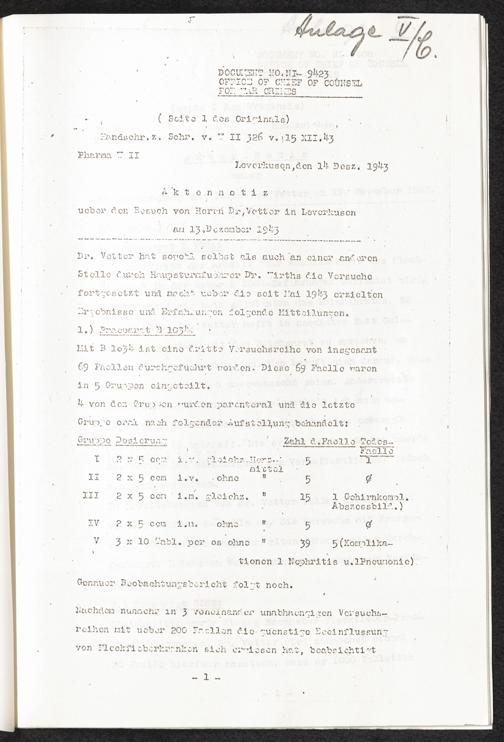 Anlage V/C.
DOCUMENT NO. NI- 9423
OFFICE OF CHIEF OF COUNSEL
FOR WAR CRIMES
( Seite 1 des Originals)
Handschr.z. Schr. v. W II 326 v. 15 XII.43
Pharma W II
Leverkusen,den 14 Desz. 1943
A k t e n n o t i z
ueber den Besuch von Herrn Dr,Vetter in Leverkusen
am 13.Dezember 1943
Dr. Vetter hat sowohl selbst als auch an einer anderen
Stelle durch Haupsturmfuehrer Dr. Wirths die Versuche
fortgesetzt und macht ueber die seit Mai 1943 erzielten
Ergebnisse und Erfahrungen folgende Mitteilungen.
1.) Praeparat B 1034.
Mit B 1034 ist eine dritte Versuchsreihe von insgesamt
69 Faellen durchgefuehrt worden. Diese 69 Faelle waren
in 5 Gruppen eingeteilt.
4 von den Gruppen wurden parenteral und die letzte
Gruppe oral nach folgender Aufstellung behandelt:
Gruppe Dosierung Zahl d.Faelle Todes-
Faelle
I 2 x 5 ccm i.v. gleichz.Herz- 5 1
mittel
II 2 x 5 ccm i.v. ohne " 5 ø
III 2 x 5 ccm i.m. gleichz. " 15 1 Gehirnkompl.
Abszessbild.)
IV 2 x 5 ccm i.m. ohne " 5 ø
V 3 x 10 Tabl. per os ohne " 39 5(Komplika-
tionen 1 Nephritis u.1Pneumonie)
Genauer Beobachtungsbericht folgt noch.
Nachdem nunmehr in 3 voneinander unabhaengigen Versuchs-
reihen mit ueber 200 Faellen die guenstige Beeinflussung
von Fleckfieberkranken sich erwiesen hat, beabsichtigt
- 1 -